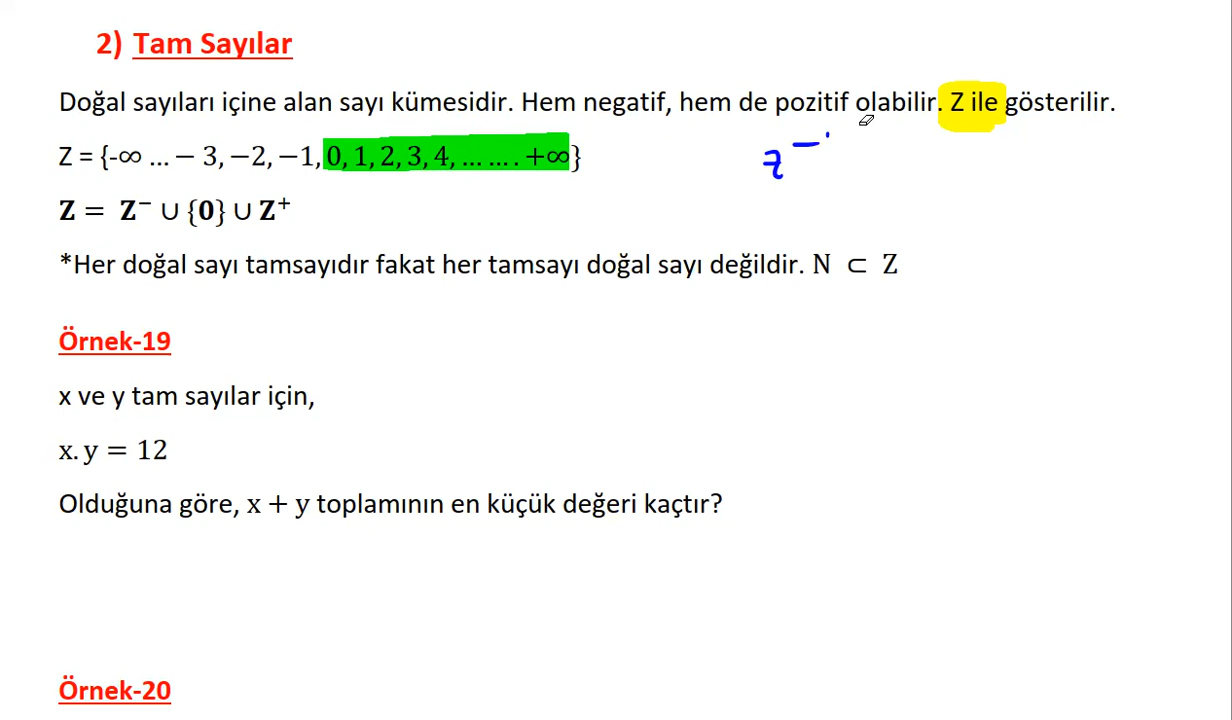 2) Tam Sayılar
Doğal sayıları içine alan sayı kümesidir. Hem negatif, hem de pozitif olabilir. Z ile gösterilir.
Z = {-∞ … − 3, −2, −1, 0, 1, 2, 3, 4, … … . +∞}
z⁻
Z = Z⁻ ∪ {0} ∪ Z⁺
*Her doğal sayı tamsayıdır fakat her tamsayı doğal sayı değildir. N ⊂ Z
Örnek-19
x ve y tam sayılar için,
x. y = 12
Olduğuna göre, x + y toplamının en küçük değeri kaçtır?
Örnek-20